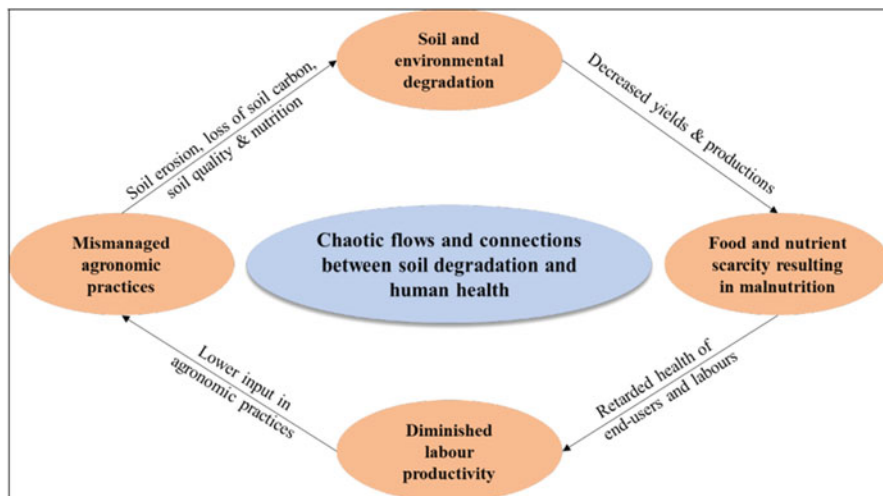 Soil and
environmental
degradation
Decreased yields & productions
Food and nutrient
scarcity resulting
in malnutrition
Retarded health of
end-users and labours
Diminished
labour
productivity
Lower input in
agronomic practices
Mismanaged
agronomic
practices
Soil erosion, loss of soil carbon,
soil quality & nutrition
Chaotic flows and connections
between soil degradation and
human health